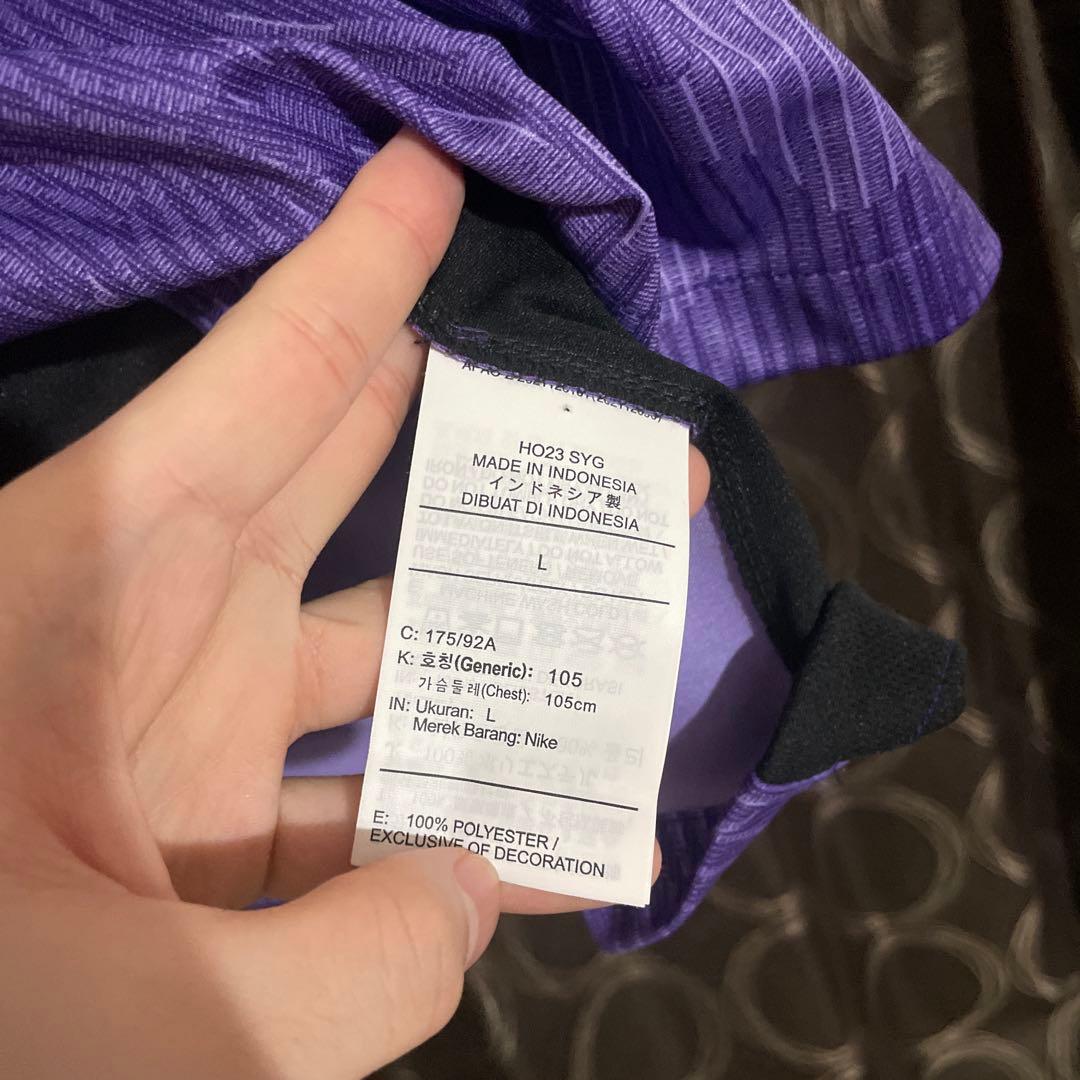 HO23 SYG
MADE IN INDONESIA
インドネシア製
DIBUAT DI INDONESIA
L
C: 175/92A
K: 호칭(Generic): 105
가슴둘레(Chest): 105cm
IN: Ukuran: L
Merek Barang: Nike
E: 100% POLYESTER /
EXCLUSIVE OF DECORATION